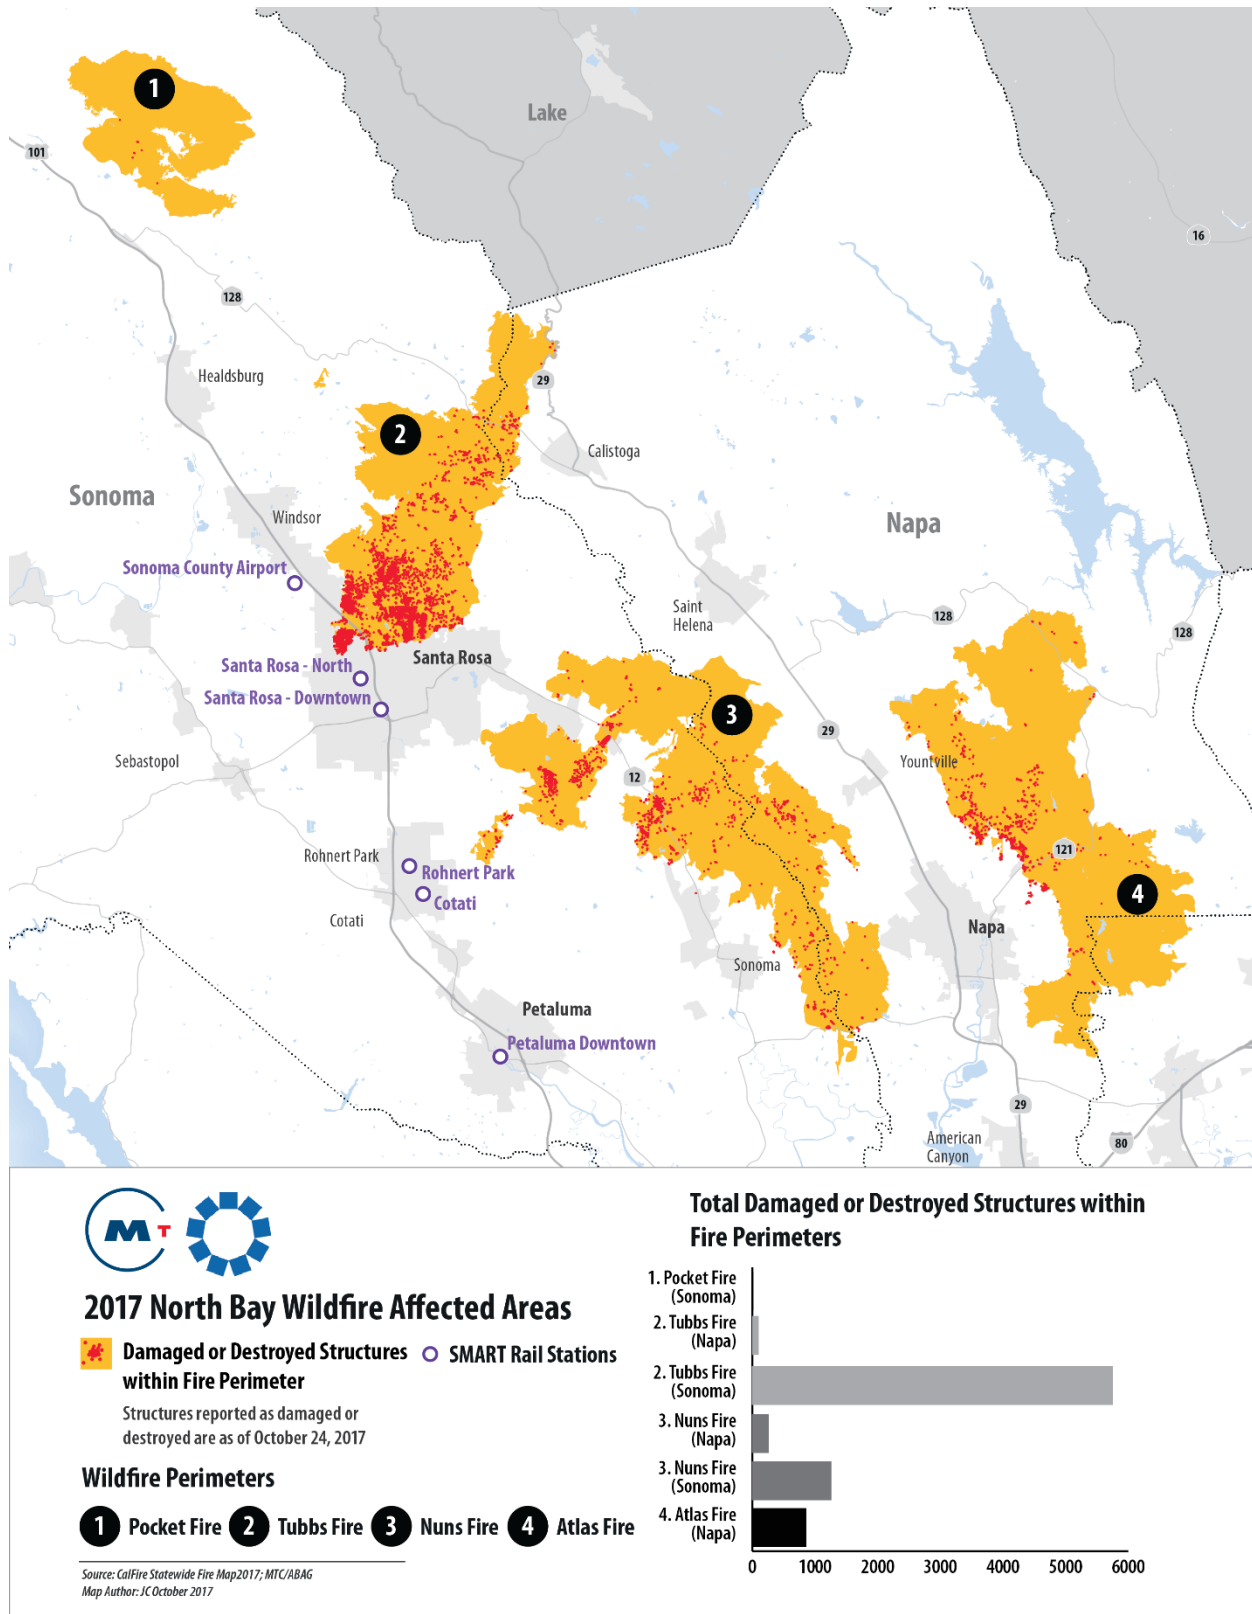 1
Lake
101
16
128
Healdsburg
29
2
Calistoga
Sonoma
Windsor
Napa
Sonoma County Airport
Saint
Helena
128
128
Santa Rosa
Santa Rosa - North
Santa Rosa - Downtown
3
29
Sebastopol
Yountville
12
Rohnert Park
121
Rohnert Park
4
Cotati
Cotati
Napa
Sonoma
Petaluma
Petaluma Downtown
29
American
Canyon
80
M T
2017 North Bay Wildfire Affected Areas
Damaged or Destroyed Structures
within Fire Perimeter
SMART Rail Stations
Structures reported as damaged or
destroyed are as of October 24, 2017
Wildfire Perimeters
1 Pocket Fire 2 Tubbs Fire 3 Nuns Fire 4 Atlas Fire
Source: CalFire Statewide Fire Map2017; MTC/ABAG
Map Author: JC October 2017
Total Damaged or Destroyed Structures within
Fire Perimeters
1. Pocket Fire
(Sonoma)
2. Tubbs Fire
(Napa)
2. Tubbs Fire
(Sonoma)
3. Nuns Fire
(Napa)
3. Nuns Fire
(Sonoma)
4. Atlas Fire
(Napa)
0 1000 2000 3000 4000 5000 6000